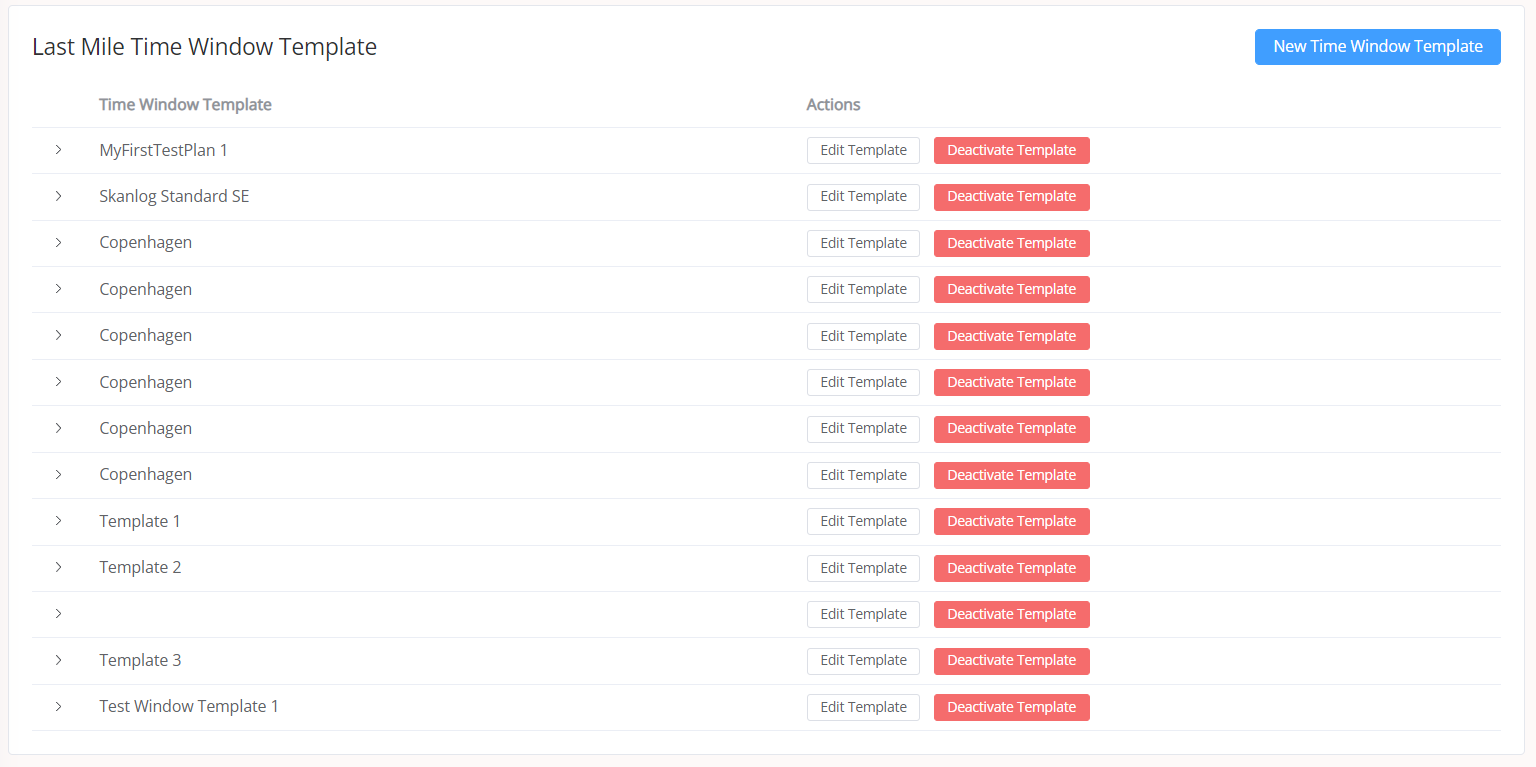 Last Mile Time Window Template New Time Window Template
Time Window Template Actions
MyFirstTestPlan 1 Edit Template Deactivate Template
Skanlog Standard SE Edit Template Deactivate Template
Copenhagen Edit Template Deactivate Template
Copenhagen Edit Template Deactivate Template
Copenhagen Edit Template Deactivate Template
Copenhagen Edit Template Deactivate Template
Copenhagen Edit Template Deactivate Template
Copenhagen Edit Template Deactivate Template
Template 1 Edit Template Deactivate Template
Template 2 Edit Template Deactivate Template
Edit Template Deactivate Template
Template 3 Edit Template Deactivate Template
Test Window Template 1 Edit Template Deactivate Template